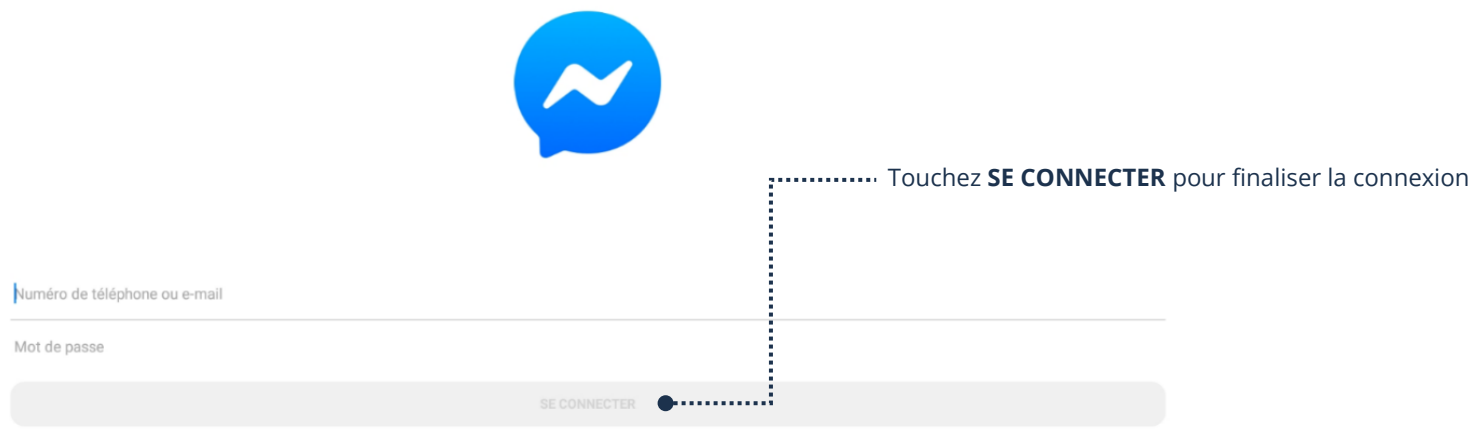 Touchez SE CONNECTER pour finaliser la connexion
Numéro de téléphone ou e-mail
Mot de passe
SE CONNECTER